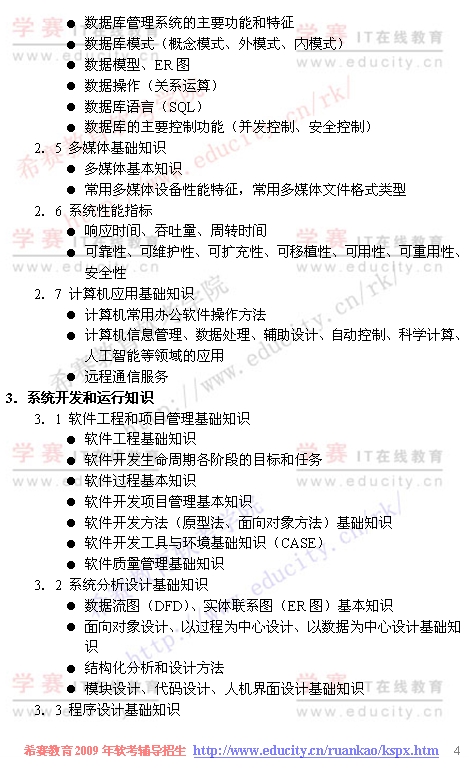 ● 数据库管理系统的主要功能和特征
● 数据库模式（概念模式、外模式、内模式）
● 数据模型、ER 图
● 数据操作（关系运算）
● 数据库语言（SQL）
● 数据库的主要控制功能（并发控制、安全控制）
2．5 多媒体基础知识
● 多媒体基本知识
● 常用多媒体设备性能特征，常用多媒体文件格式类型
2．6 系统性能指标
● 响应时间、吞吐量、周转时间
● 可靠性、可维护性、可扩充性、可移植性、可用性、可重用性、
安全性
2．7 计算机应用基础知识
● 计算机常用办公软件操作方法
● 计算机信息管理、数据处理、辅助设计、自动控制、科学计算、
人工智能等领域的应用
● 远程通信服务
3．系统开发和运行知识
3．1 软件工程和项目管理基础知识
● 软件工程基础知识
● 软件开发生命周期各阶段的目标和任务
● 软件过程基本知识
● 软件开发项目管理基本知识
● 软件开发方法（原型法、面向对象方法）基础知识
● 软件开发工具与环境基础知识（CASE）
● 软件质量管理基础知识
3．2 系统分析设计基础知识
● 数据流图（DFD）、实体联系图（ER 图）基本知识
● 面向对象设计、以过程为中心设计、以数据为中心设计基础知
识
● 结构化分析和设计方法
● 模块设计、代码设计、人机界面设计基础知识
3．3 程序设计基础知识
希赛教育 2009 年软考辅导招生 http://www.educity.cn/ruankao/kspx.htm 4
学赛 IT在线教育
www.educity.cn